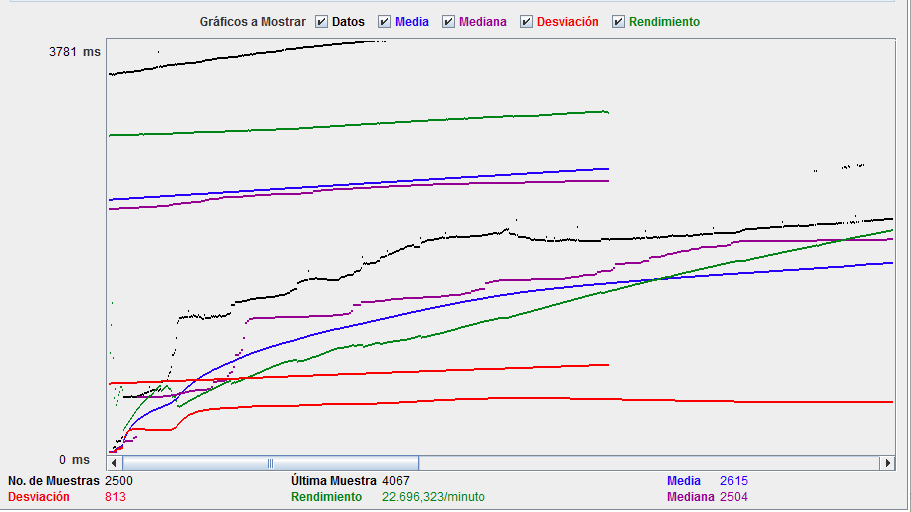 Gráficos a Mostrar Datos Media Mediana Desviación Rendimiento
3781 ms
0 ms
No. de Muestras 2500 Última Muestra 4067 Media 2615
Desviación 813 Rendimiento 22.696,323/minuto Mediana 2504